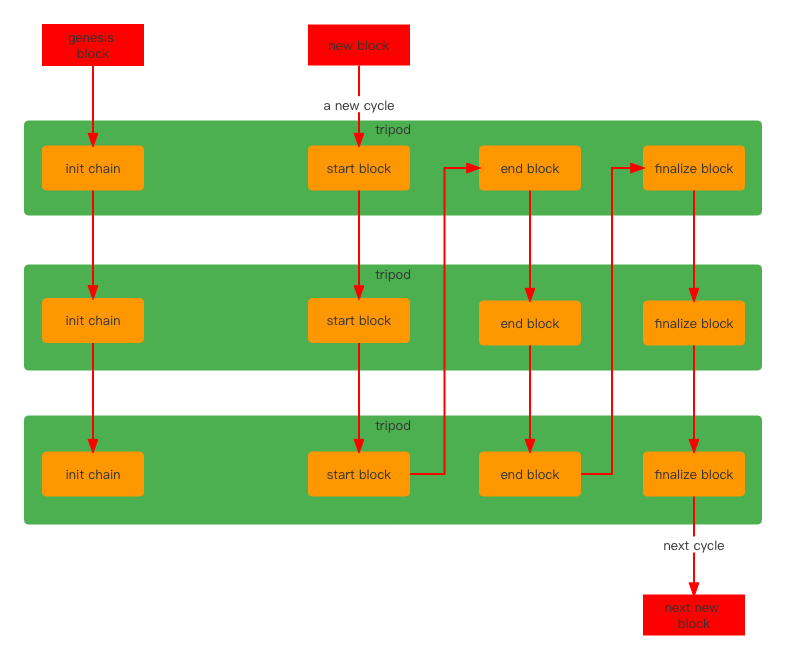 genesis
block
new block
a new cycle
tripod
init chain
start block
end block
finalize block
tripod
init chain
start block
end block
finalize block
tripod
init chain
start block
end block
finalize block
next cycle
next new
block